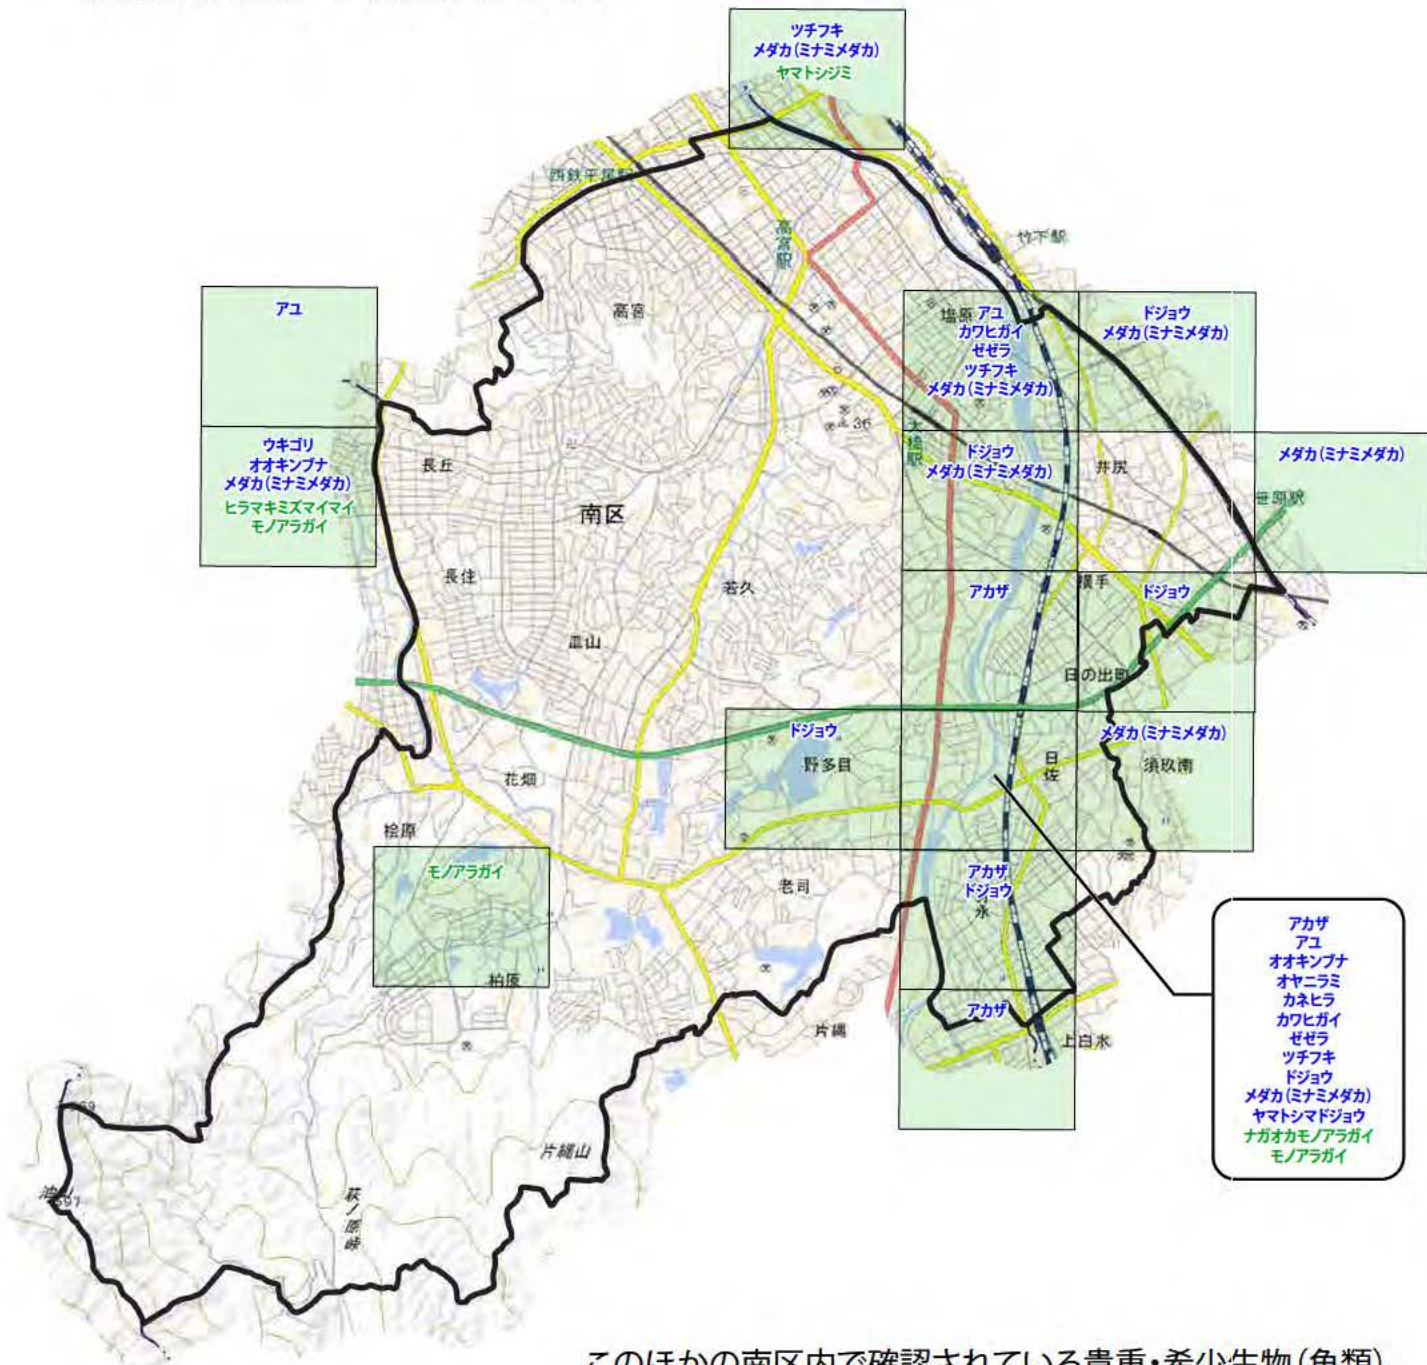 ツチフキ
メダカ(ミナミメダカ)
ヤマトシジミ
西鉄平尾駅
高宮駅
竹下駅
アユ
高宮
塩原
アユ
カワヒガイ
ゼゼラ
ツチフキ
メダカ(ミナミメダカ)
ドジョウ
メダカ(ミナミメダカ)
ウキゴリ
オオキンブナ
メダカ(ミナミメダカ)
ヒラマキミズマイマイ
モノアラガイ
長丘
36
大橋駅
ドジョウ
メダカ(ミナミメダカ)
井尻
メダカ(ミナミメダカ)
笹原駅
南区
長住
若久
アカザ
横手
ドジョウ
皿山
日の出町
ドジョウ
野多目
日佐
メダカ(ミナミメダカ)
須玖南
花畑
桧原
モノアラガイ
老司
アカザ
ドジョウ
永
柏原
アカザ
片縄
上白水
アカザ
アユ
オオキンブナ
オヤニラミ
カネヒラ
カワヒガイ
ゼゼラ
ツチフキ
ドジョウ
メダカ(ミナミメダカ)
ヤマトシマドジョウ
ナガオカモノアラガイ
モノアラガイ
片縄山
萩ノ原峠
597
このほかの南区内で確認されている貴重・希少生物(魚類)